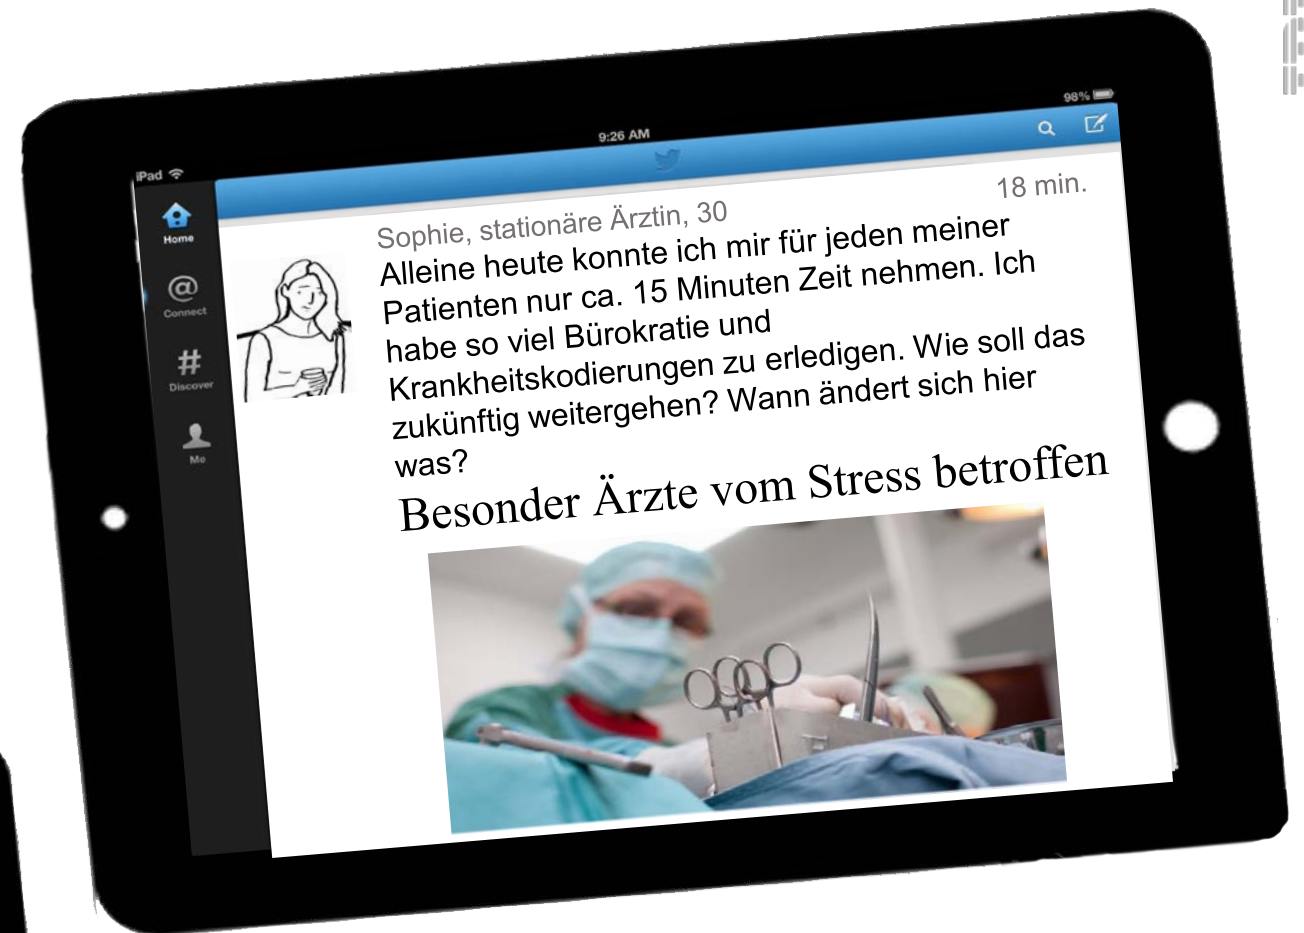 98%
9:26 AM
iPad
Home
Connect
Discover
Me
Sophie, stationäre Ärztin, 30
18 min.
Alleine heute konnte ich mir für jeden meiner
Patienten nur ca. 15 Minuten Zeit nehmen. Ich
habe so viel Bürokratie und
Krankheitskodierungen zu erledigen. Wie soll das
zukünftig weitergehen? Wann ändert sich hier
was?
Besonder Ärzte vom Stress betroffen